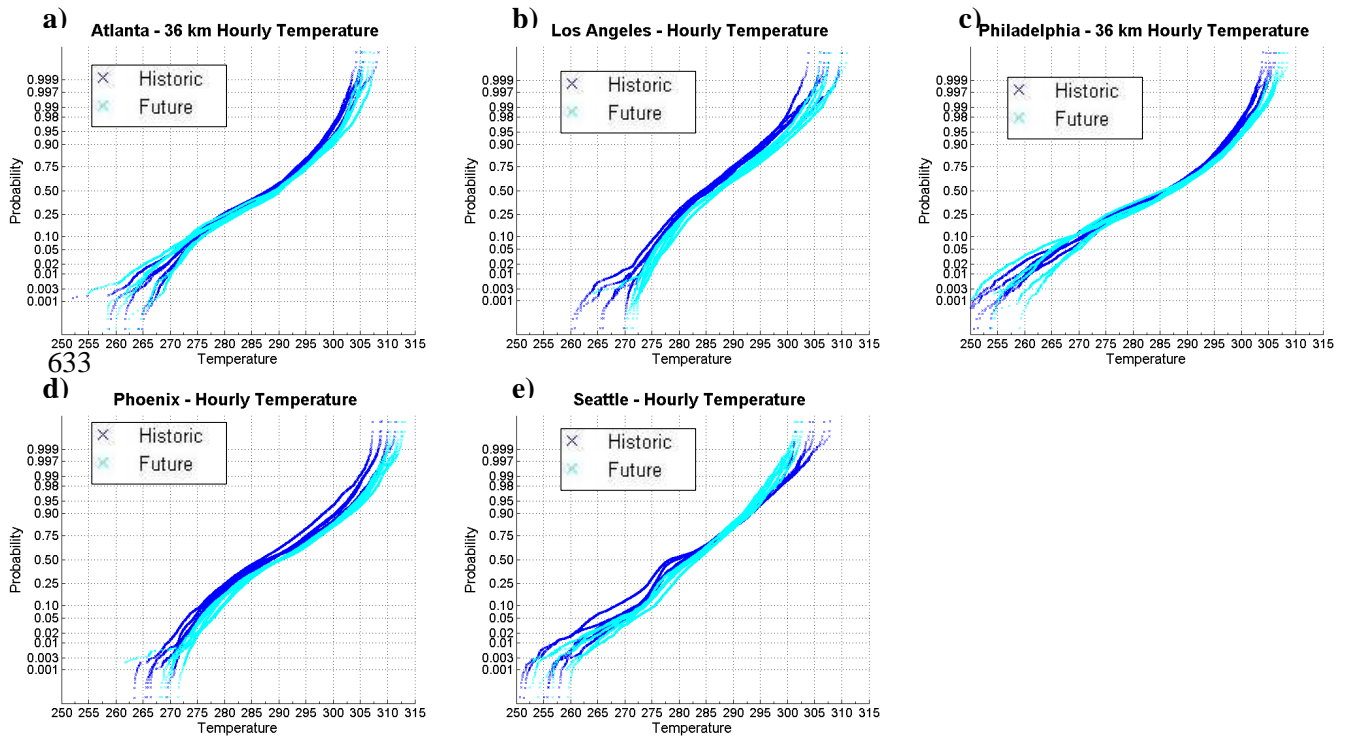 a)
Atlanta - 36 km Hourly Temperature
Historic
Future
Probability
0.999
0.997
0.99
0.98
0.95
0.90
0.75
0.50
0.25
0.10
0.05
0.02
0.01
0.003
0.001
250 255 260 265 270 275 280 285 290 295 300 305 310 315
Temperature
b)
Los Angeles - Hourly Temperature
Historic
Future
Probability
0.999
0.997
0.99
0.98
0.95
0.90
0.75
0.50
0.25
0.10
0.05
0.02
0.01
0.003
0.001
250 255 260 265 270 275 280 285 290 295 300 305 310 315
Temperature
c)
Philadelphia - 36 km Hourly Temperature
Historic
Future
Probability
0.999
0.997
0.99
0.98
0.95
0.90
0.75
0.50
0.25
0.10
0.05
0.02
0.01
0.003
0.001
250 255 260 265 270 275 280 285 290 295 300 305 310 315
Temperature
633
d)
Phoenix - Hourly Temperature
Historic
Future
Probability
0.999
0.997
0.99
0.98
0.95
0.90
0.75
0.50
0.25
0.10
0.05
0.02
0.01
0.003
0.001
250 255 260 265 270 275 280 285 290 295 300 305 310 315
Temperature
e)
Seattle - Hourly Temperature
Historic
Future
Probability
0.999
0.997
0.99
0.98
0.95
0.90
0.75
0.50
0.25
0.10
0.05
0.02
0.01
0.003
0.001
250 255 260 265 270 275 280 285 290 295 300 305 310 315
Temperature